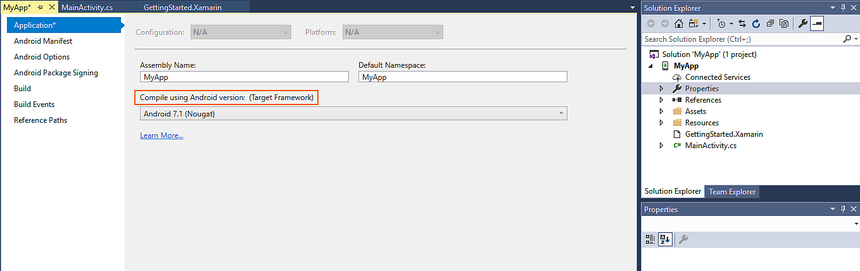 MyApp*
MainActivity.cs
GettingStarted.Xamarin
Application*
Android Manifest
Android Options
Android Package Signing
Build
Build Events
Reference Paths
Configuration: N/A
Platform: N/A
Assembly Name:
MyApp
Default Namespace:
MyApp
Compile using Android version: (Target Framework)
Android 7.1 (Nougat)
Learn More...
Solution Explorer
Search Solution Explorer (Ctrl+;)
Solution 'MyApp' (1 project)
MyApp
Connected Services
Properties
References
Assets
Resources
GettingStarted.Xamarin
C# MainActivity.cs
Solution Explorer
Team Explorer
Properties